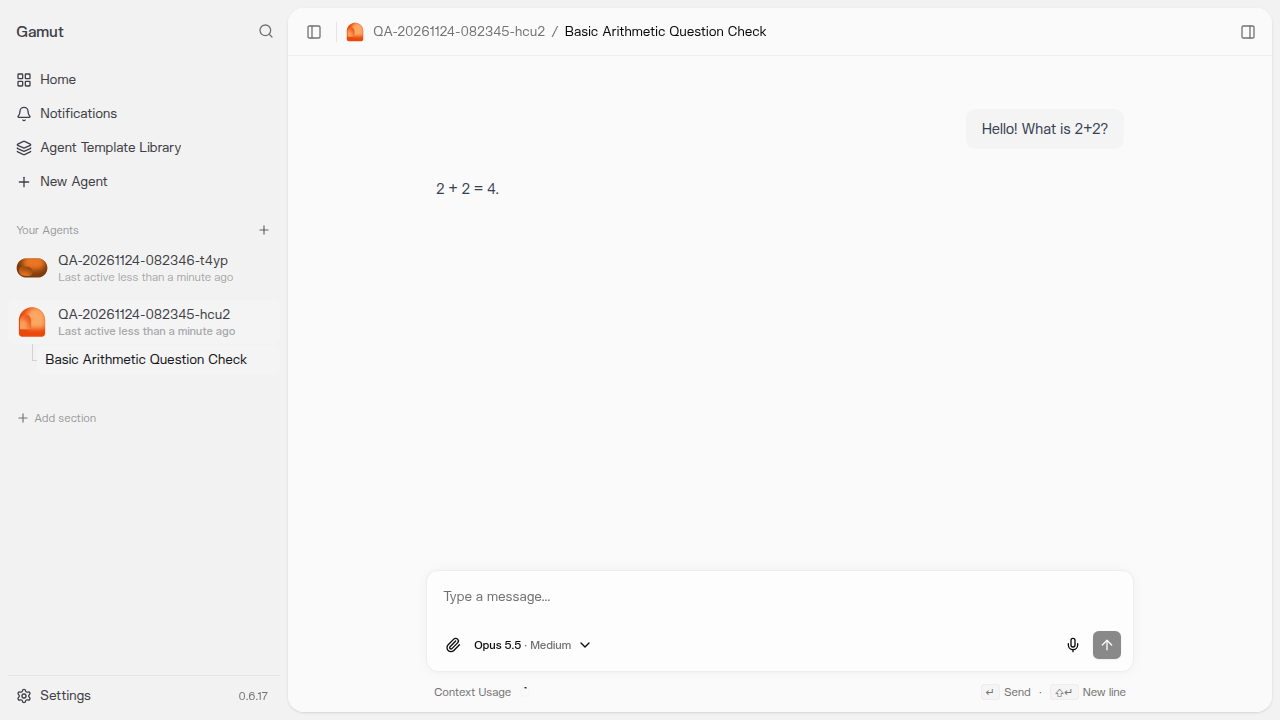 Gamut
Home
Notifications
Agent Template Library
New Agent
Your Agents
QA-20261124-082346-t4yp
Last active less than a minute ago
QA-20261124-082345-hcu2
Last active less than a minute ago
Basic Arithmetic Question Check
Add section
Settings 0.6.17
QA-20261124-082345-hcu2 / Basic Arithmetic Question Check
Hello! What is 2+2?
2 + 2 = 4.
Type a message...
Opus 5.5 · Medium
Context Usage
Send · New line